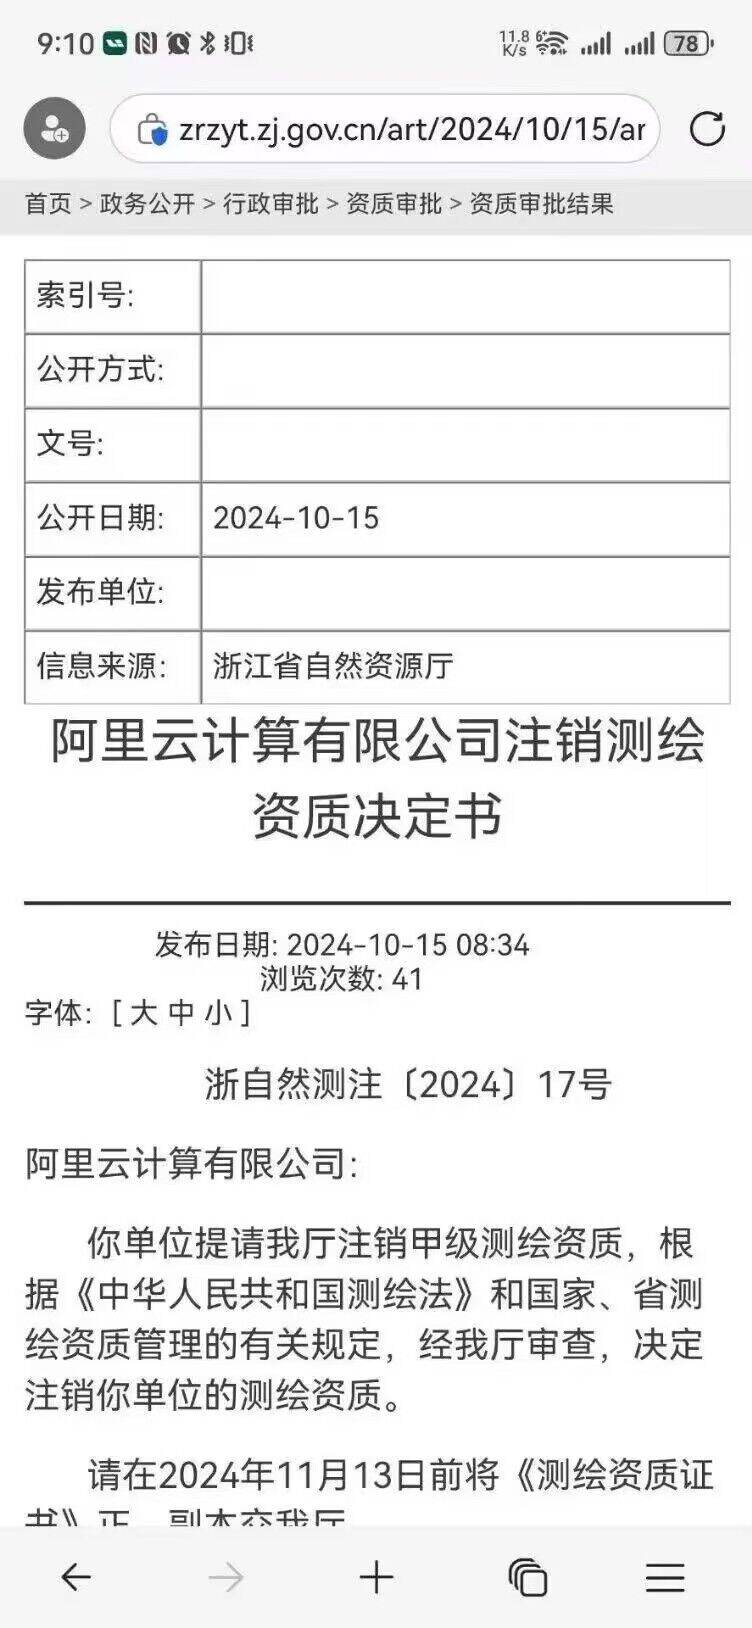 9:10
11.8 K/s
6+
78
zrzyt.zj.gov.cn/art/2024/10/15/ar
首页 > 政务公开 > 行政审批 > 资质审批 > 资质审批结果
索引号:
公开方式:
文号:
公开日期: 2024-10-15
发布单位:
信息来源: 浙江省自然资源厅
阿里云计算有限公司注销测绘
资质决定书
发布日期: 2024-10-15 08:34
浏览次数: 41
字体: [ 大 中 小 ]
浙自然测注〔2024〕17号
阿里云计算有限公司:
你单位提请我厅注销甲级测绘资质，根
据《中华人民共和国测绘法》和国家、省测
绘资质管理的有关规定，经我厅审查，决定
注销你单位的测绘资质。
请在2024年11月13日前将《测绘资质证
书》正、副本交我厅